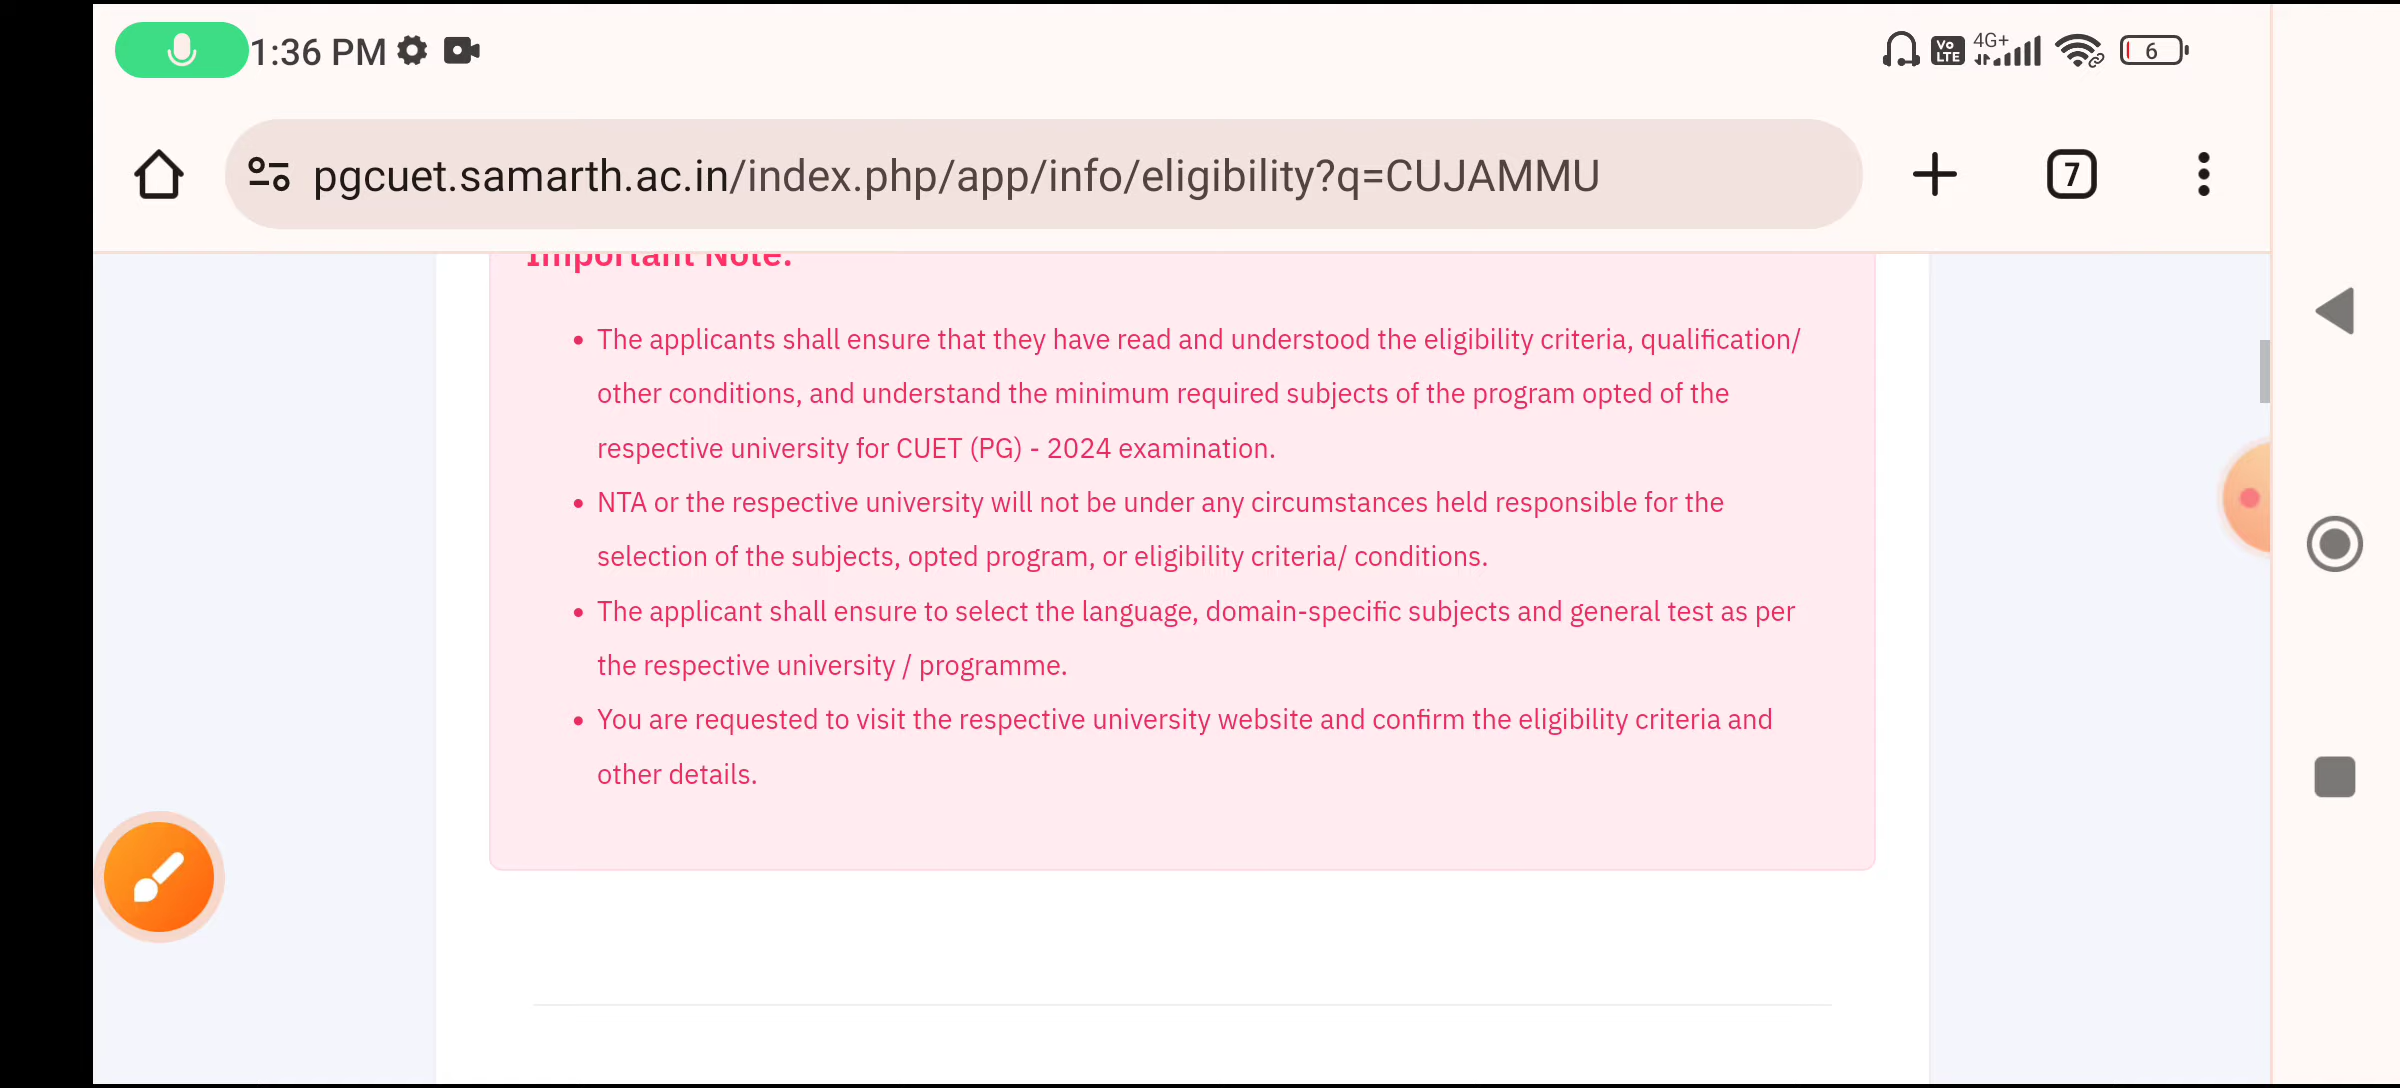 1:36 PM
Vo LTE 4G+ 6
pgcuet.samarth.ac.in/index.php/app/info/eligibility?q=CUJAMMU
7
Important Note:
• The applicants shall ensure that they have read and understood the eligibility criteria, qualification/
other conditions, and understand the minimum required subjects of the program opted of the
respective university for CUET (PG) - 2024 examination.
• NTA or the respective university will not be under any circumstances held responsible for the
selection of the subjects, opted program, or eligibility criteria/ conditions.
• The applicant shall ensure to select the language, domain-specific subjects and general test as per
the respective university / programme.
• You are requested to visit the respective university website and confirm the eligibility criteria and
other details.